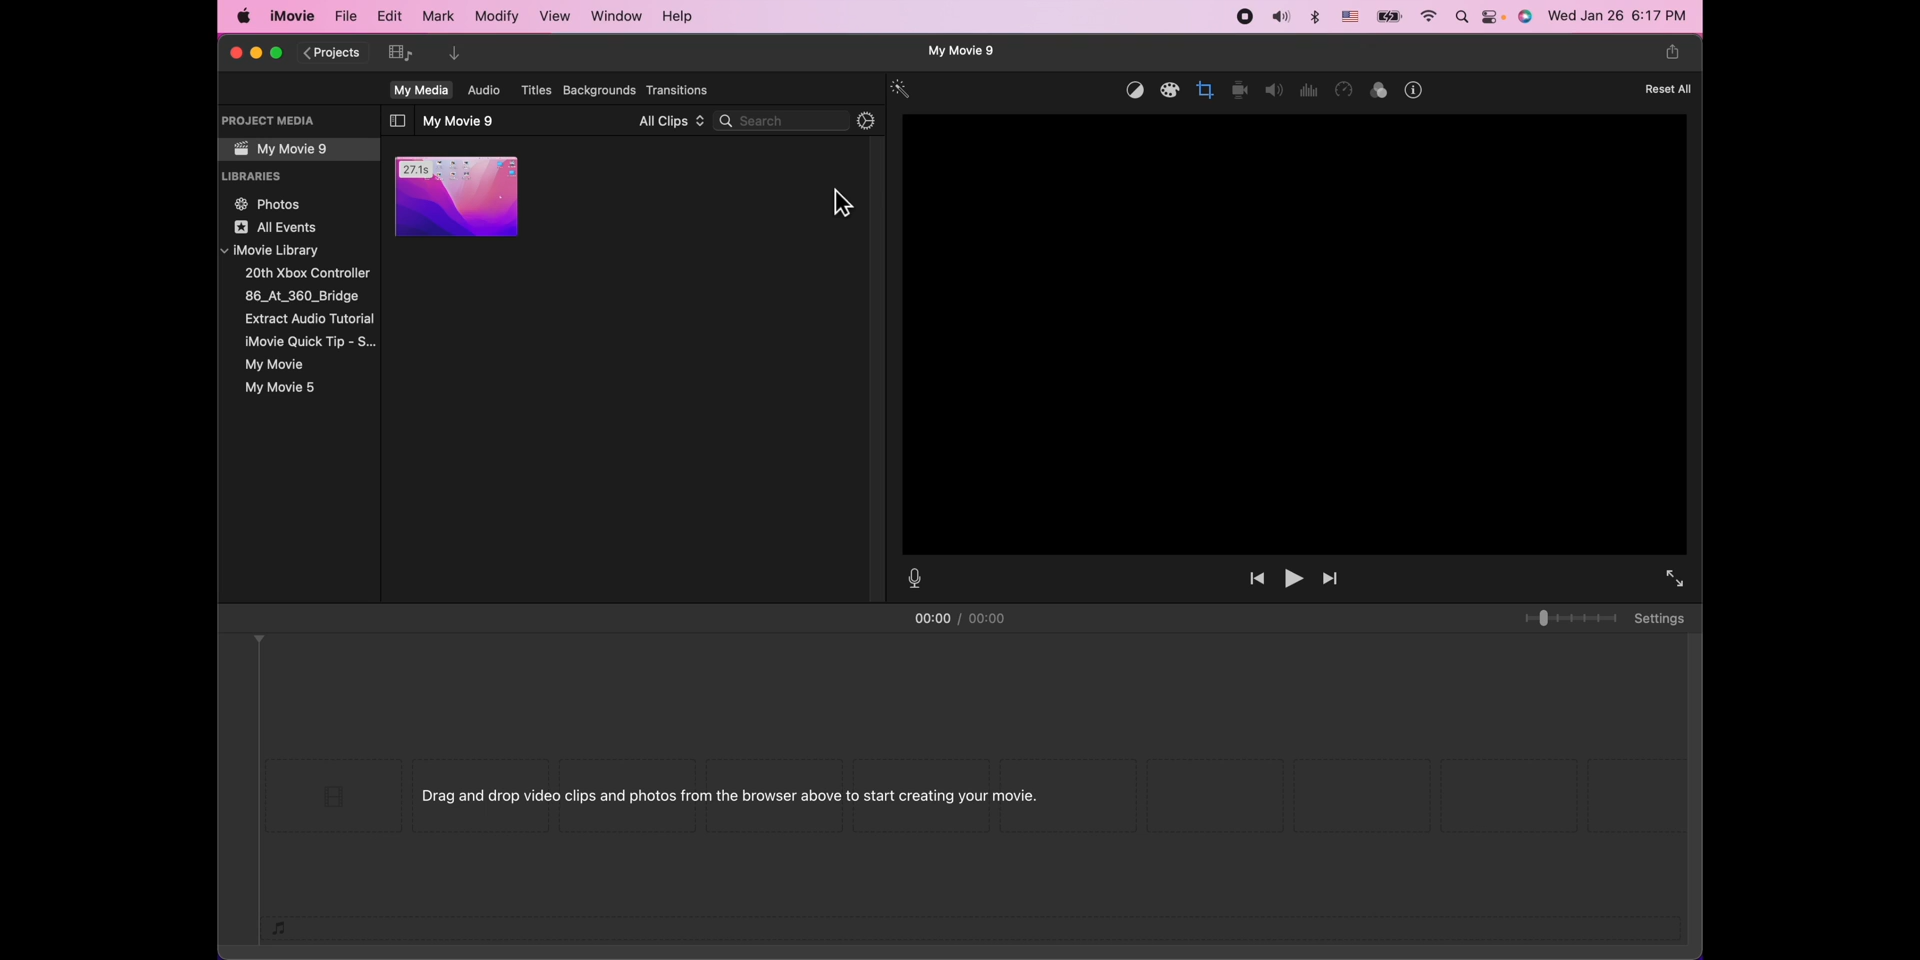 iMovie File Edit Mark Modify View Window Help Wed Jan 26 6:17 PM
Projects My Movie 9
My Media Audio Titles Backgrounds Transitions Reset All
PROJECT MEDIA My Movie 9 All Clips Search
My Movie 9
27.1s
LIBRARIES
Photos
All Events
iMovie Library
20th Xbox Controller
86_At_360_Bridge
Extract Audio Tutorial
iMovie Quick Tip - S...
My Movie
My Movie 5
00:00 / 00:00 Settings
Drag and drop video clips and photos from the browser above to start creating your movie.